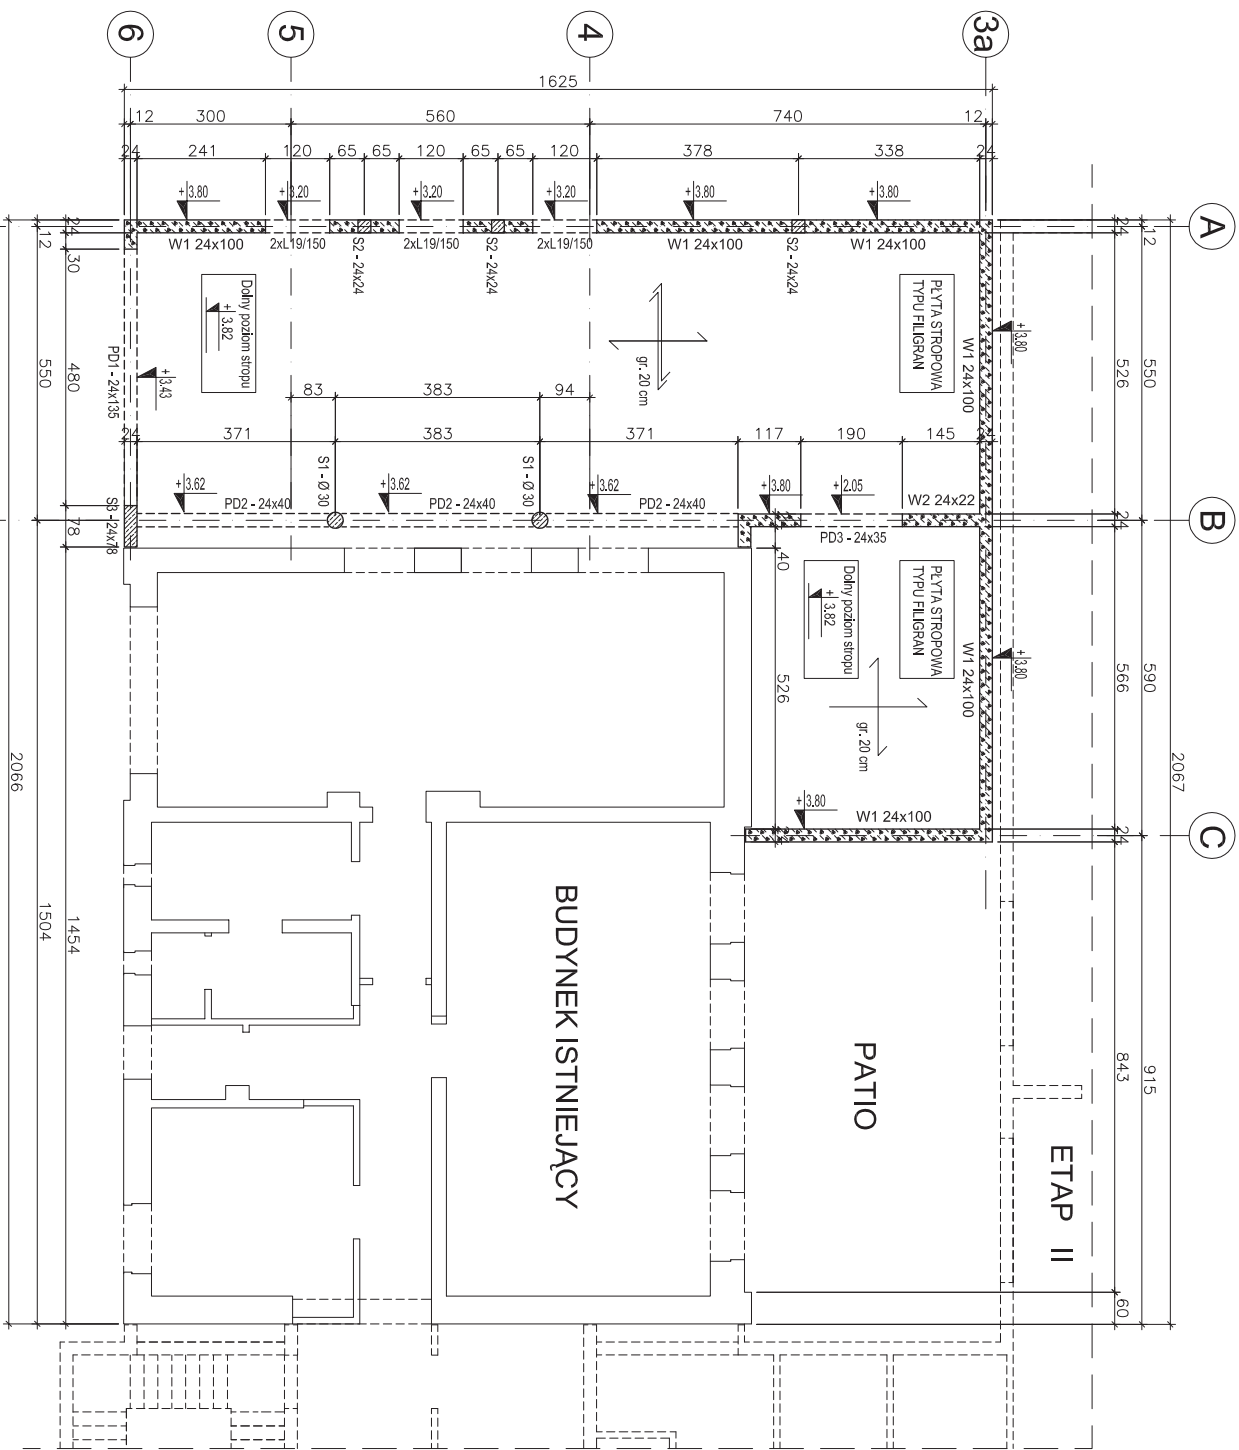 6
5
4
3a
1625
12
300
560
740
12
24
241
120
65
65
120
65
65
120
378
338
24
+3.80
+3.20
+3.20
+3.20
+3.80
+3.80
A
W1 24x100
2xL19/150
S2 - 24x24
2xL19/150
S2 - 24x24
2xL19/150
W1 24x100
S2 - 24x24
W1 24x100
24
12
24
12
24
30
Dolny poziom stropu
+ 3.82
PŁYTA STROPOWA
TYPU FILIGRAN
W1 24x100
+3.80
gr. 20 cm
PD1 - 24x135
+3.43
480
550
526
550
83
383
94
24
371
383
371
117
190
145
24
S1 - Ø 30
S1 - Ø 30
+3.62
+3.62
+3.62
+3.80
+2.05
PD2 - 24x40
PD2 - 24x40
PD2 - 24x40
W2 24x22
B
S3 - 24x78
78
PD3 - 24x35
24
40
Dolny poziom stropu
+ 3.82
PŁYTA STROPOWA
TYPU FILIGRAN
W1 24x100
+3.80
526
566
590
gr. 20 cm
2066
2067
+3.80
W1 24x100
24
C
BUDYNEK ISTNIEJĄCY
PATIO
ETAP II
1504
1454
843
915
60